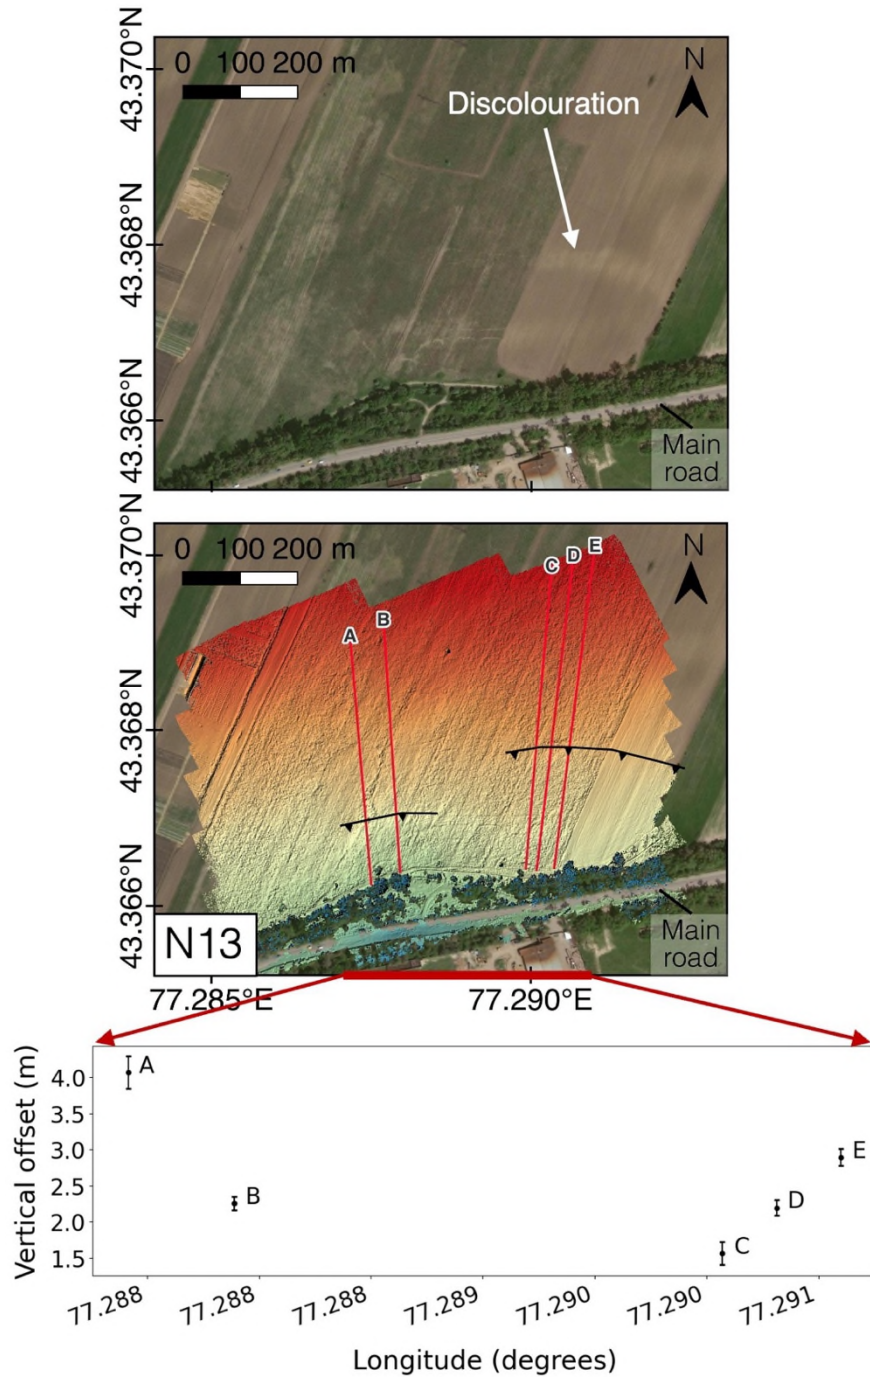 0 100 200 m
N
Discolouration
43.370°N
43.368°N
43.366°N
Main
road
0 100 200 m
N
A
B
C
D
E
43.370°N
43.368°N
43.366°N
N13
Main
road
77.285°E
77.290°E
Vertical offset (m)
4.0
3.5
3.0
2.5
2.0
1.5
A
B
C
D
E
77.288
77.288
77.288
77.289
77.290
77.290
77.291
Longitude (degrees)